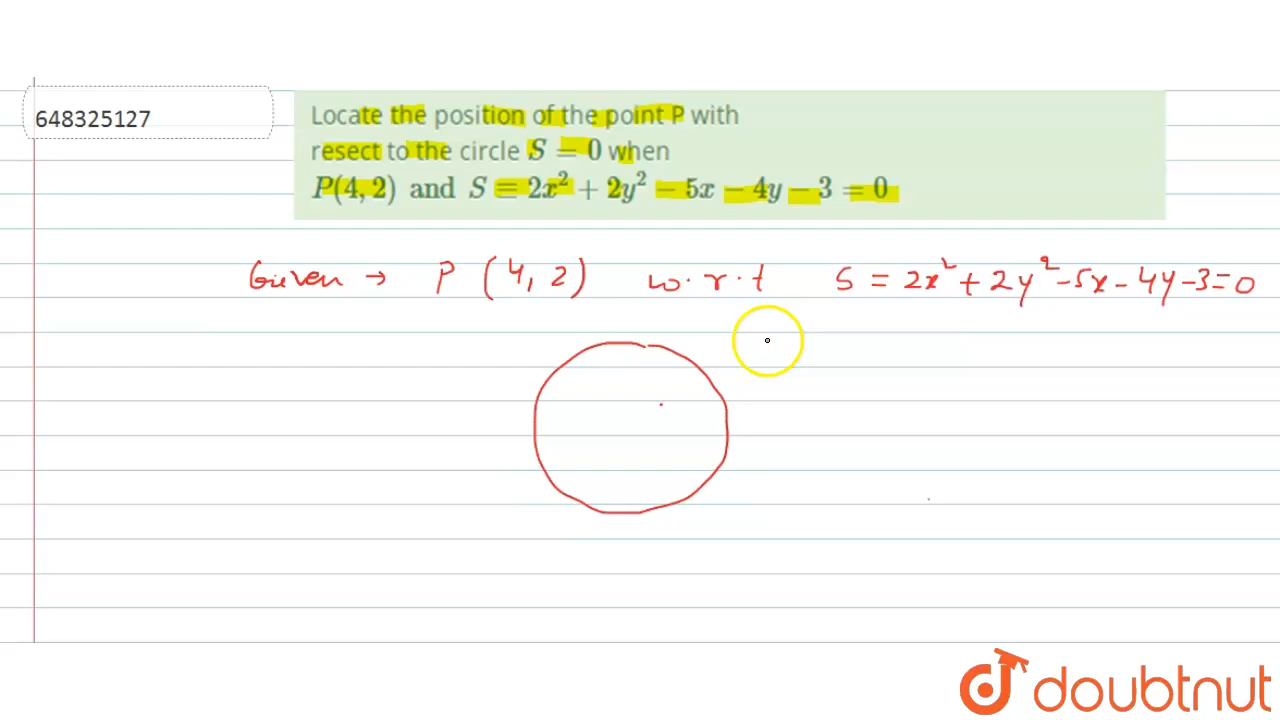 648325127
Locate the position of the point P with
resect to the circle S = 0 when
P(4, 2) and S ≡ 2x² + 2y² − 5x − 4y − 3 = 0
Given → P (4, 2) w.r.t S = 2x² + 2y² - 5x - 4y - 3 = 0
doubtnut